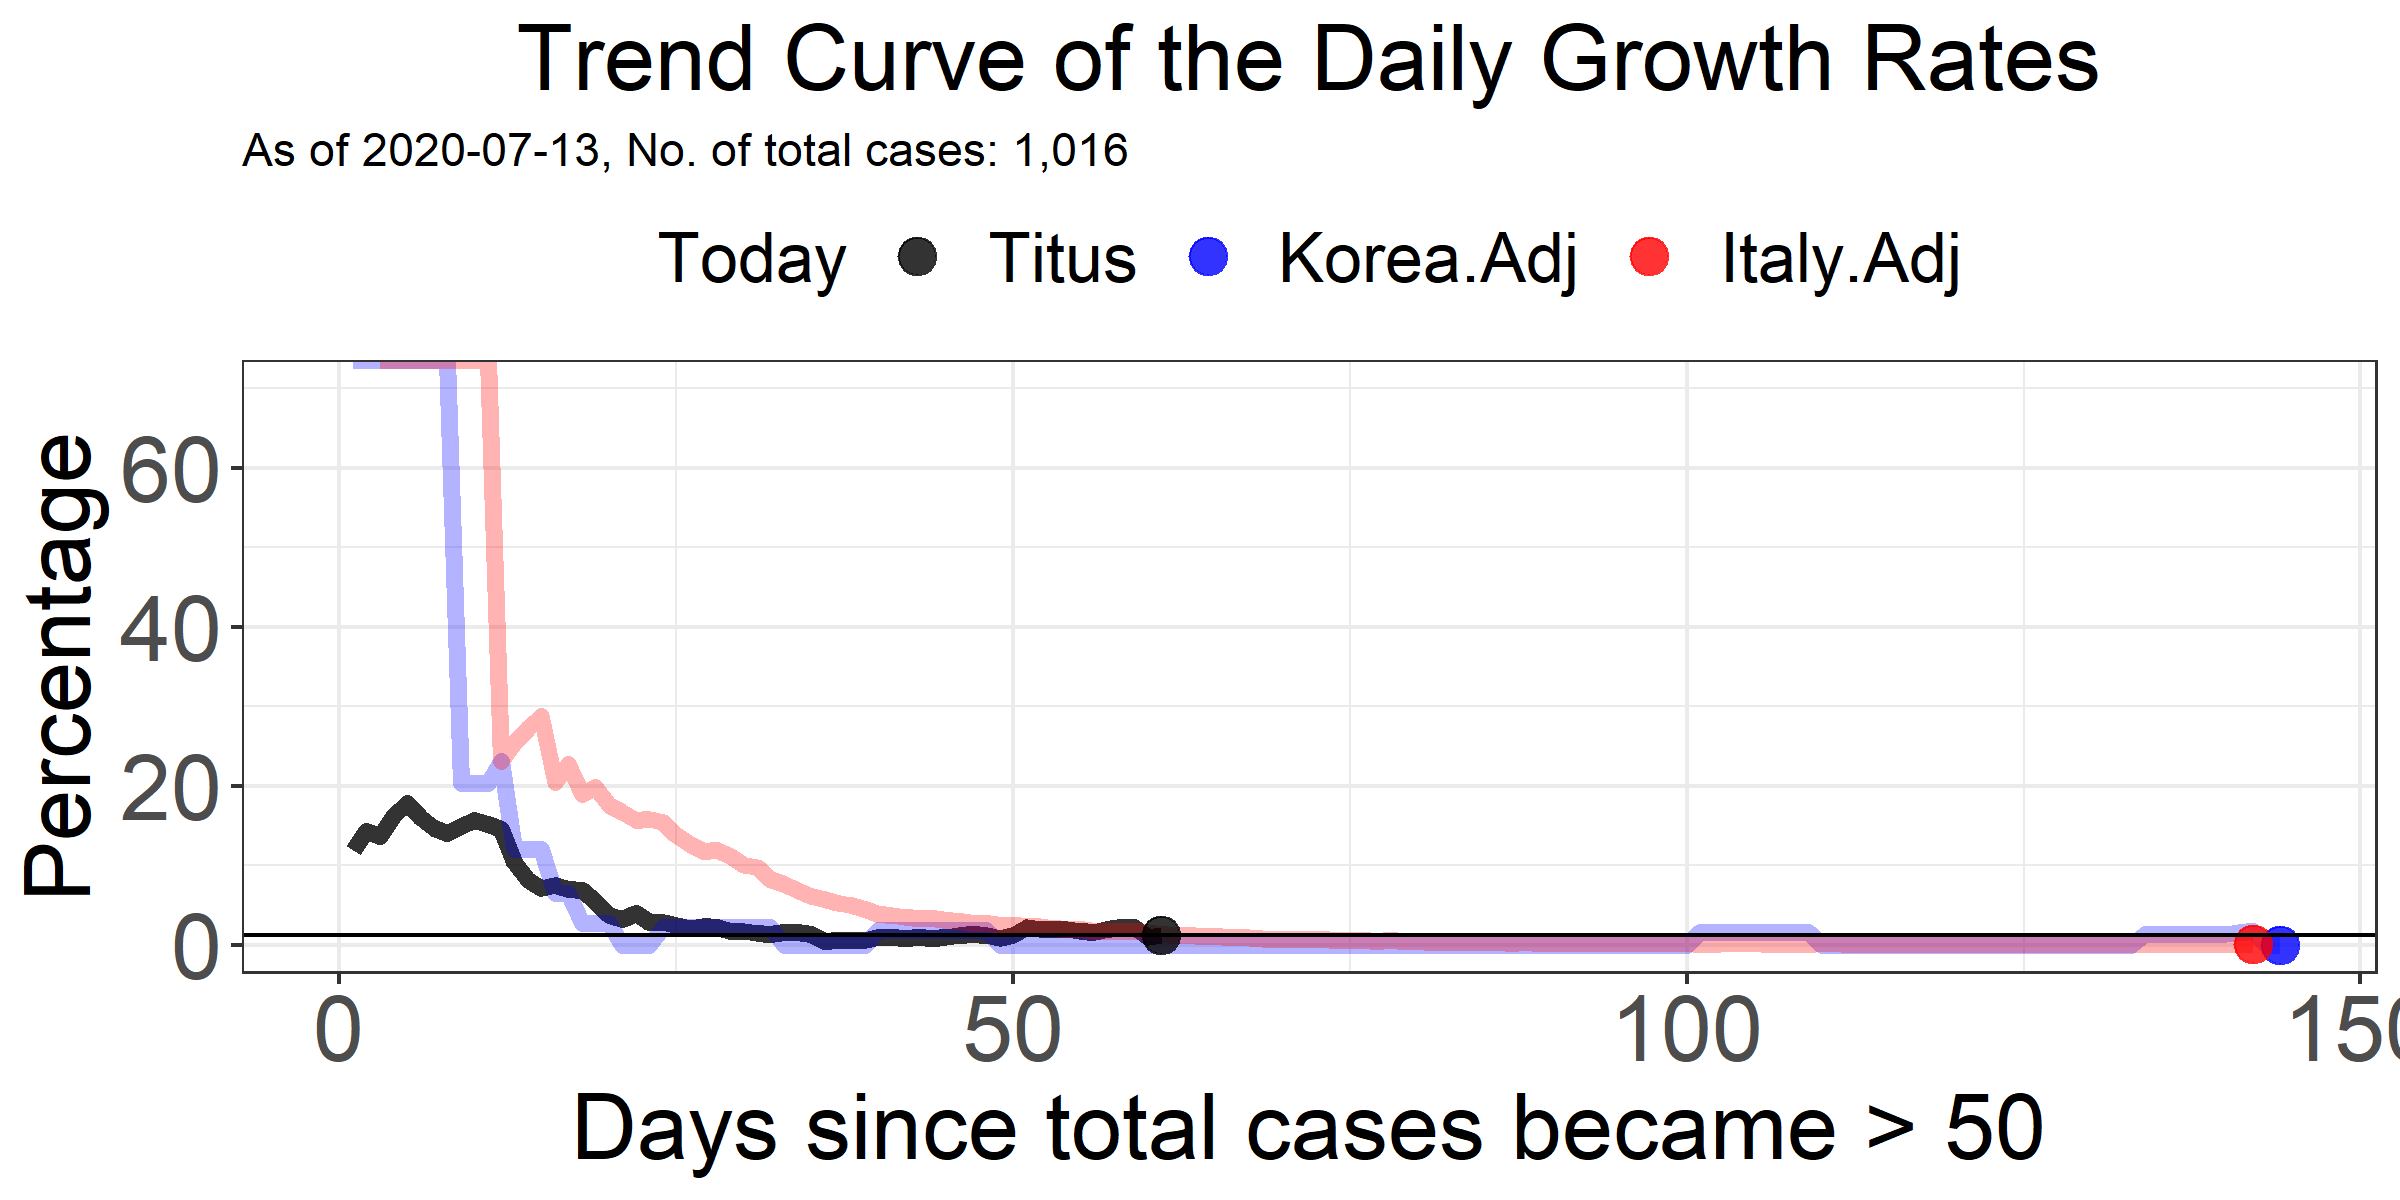 Trend Curve of the Daily Growth Rates
As of 2020-07-13, No. of total cases: 1,016
Today Titus Korea.Adj Italy.Adj
Percentage
60
40
20
0
0 50 100 150
Days since total cases became > 50